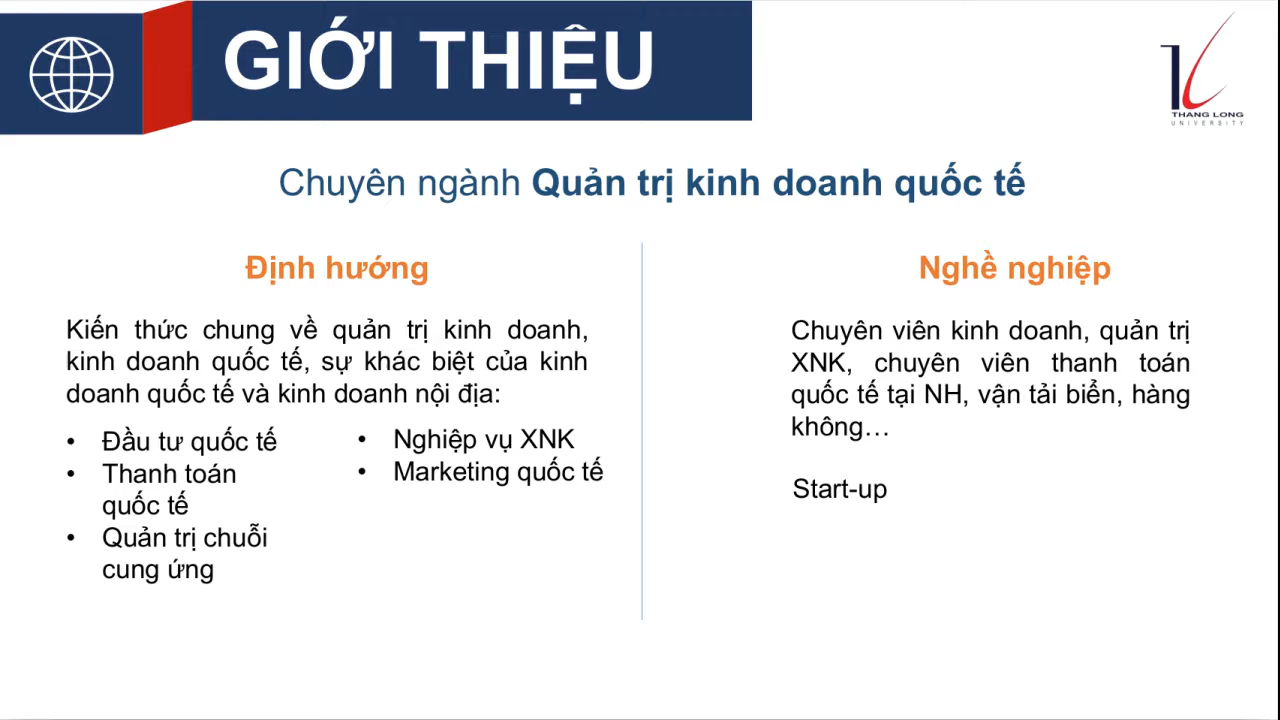 GIỚI THIỆU
THANG LONG
UNIVERSITY
Chuyên ngành Quản trị kinh doanh quốc tế
Định hướng
Kiến thức chung về quản trị kinh doanh,
kinh doanh quốc tế, sự khác biệt của kinh
doanh quốc tế và kinh doanh nội địa:
• Đầu tư quốc tế
• Thanh toán
quốc tế
• Quản trị chuỗi
cung ứng
• Nghiệp vụ XNK
• Marketing quốc tế
Nghề nghiệp
Chuyên viên kinh doanh, quản trị
XNK, chuyên viên thanh toán
quốc tế tại NH, vận tải biển, hàng
không…
Start-up